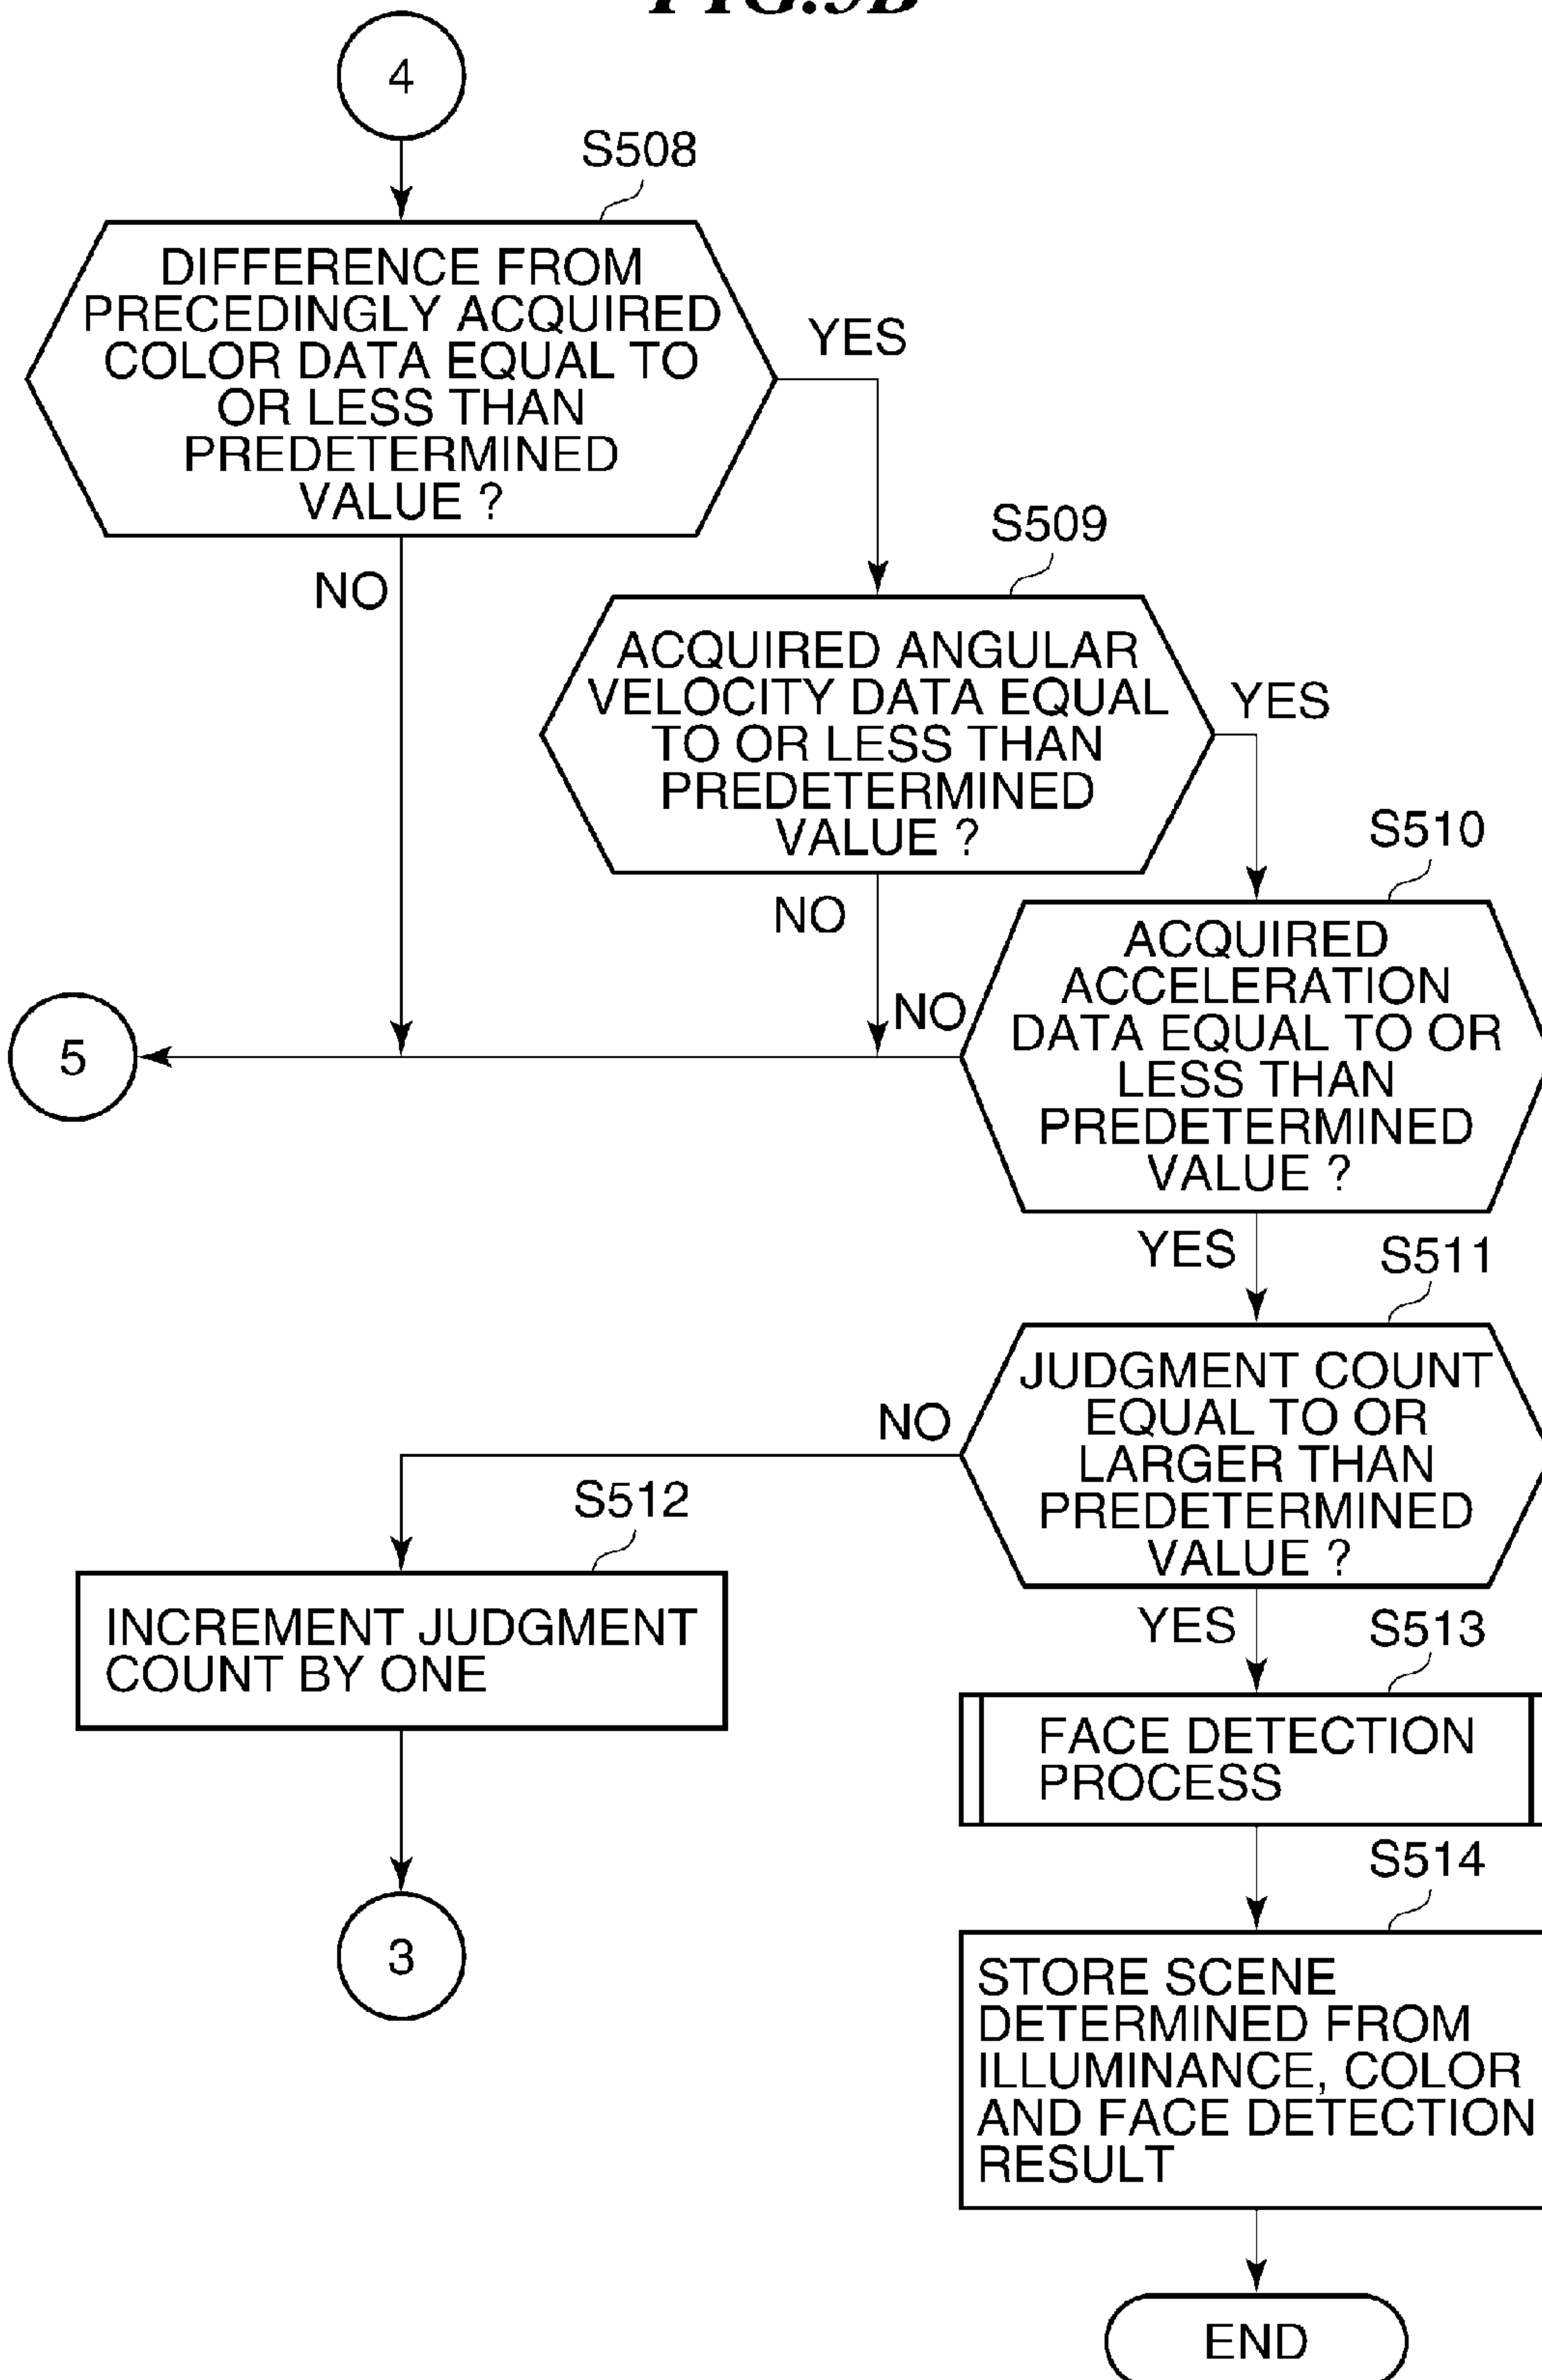 4
S508
DIFFERENCE FROM
PRECEDINGLY ACQUIRED
COLOR DATA EQUAL TO
OR LESS THAN
PREDETERMINED
VALUE ?
YES
NO
S509
ACQUIRED ANGULAR
VELOCITY DATA EQUAL
TO OR LESS THAN
PREDETERMINED
VALUE ?
YES
NO
S510
ACQUIRED
ACCELERATION
DATA EQUAL TO OR
LESS THAN
PREDETERMINED
VALUE ?
NO
5
YES
S511
JUDGMENT COUNT
EQUAL TO OR
LARGER THAN
PREDETERMINED
VALUE ?
NO
S512
INCREMENT JUDGMENT
COUNT BY ONE
3
YES
S513
FACE DETECTION
PROCESS
S514
STORE SCENE
DETERMINED FROM
ILLUMINANCE, COLOR
AND FACE DETECTION
RESULT
END